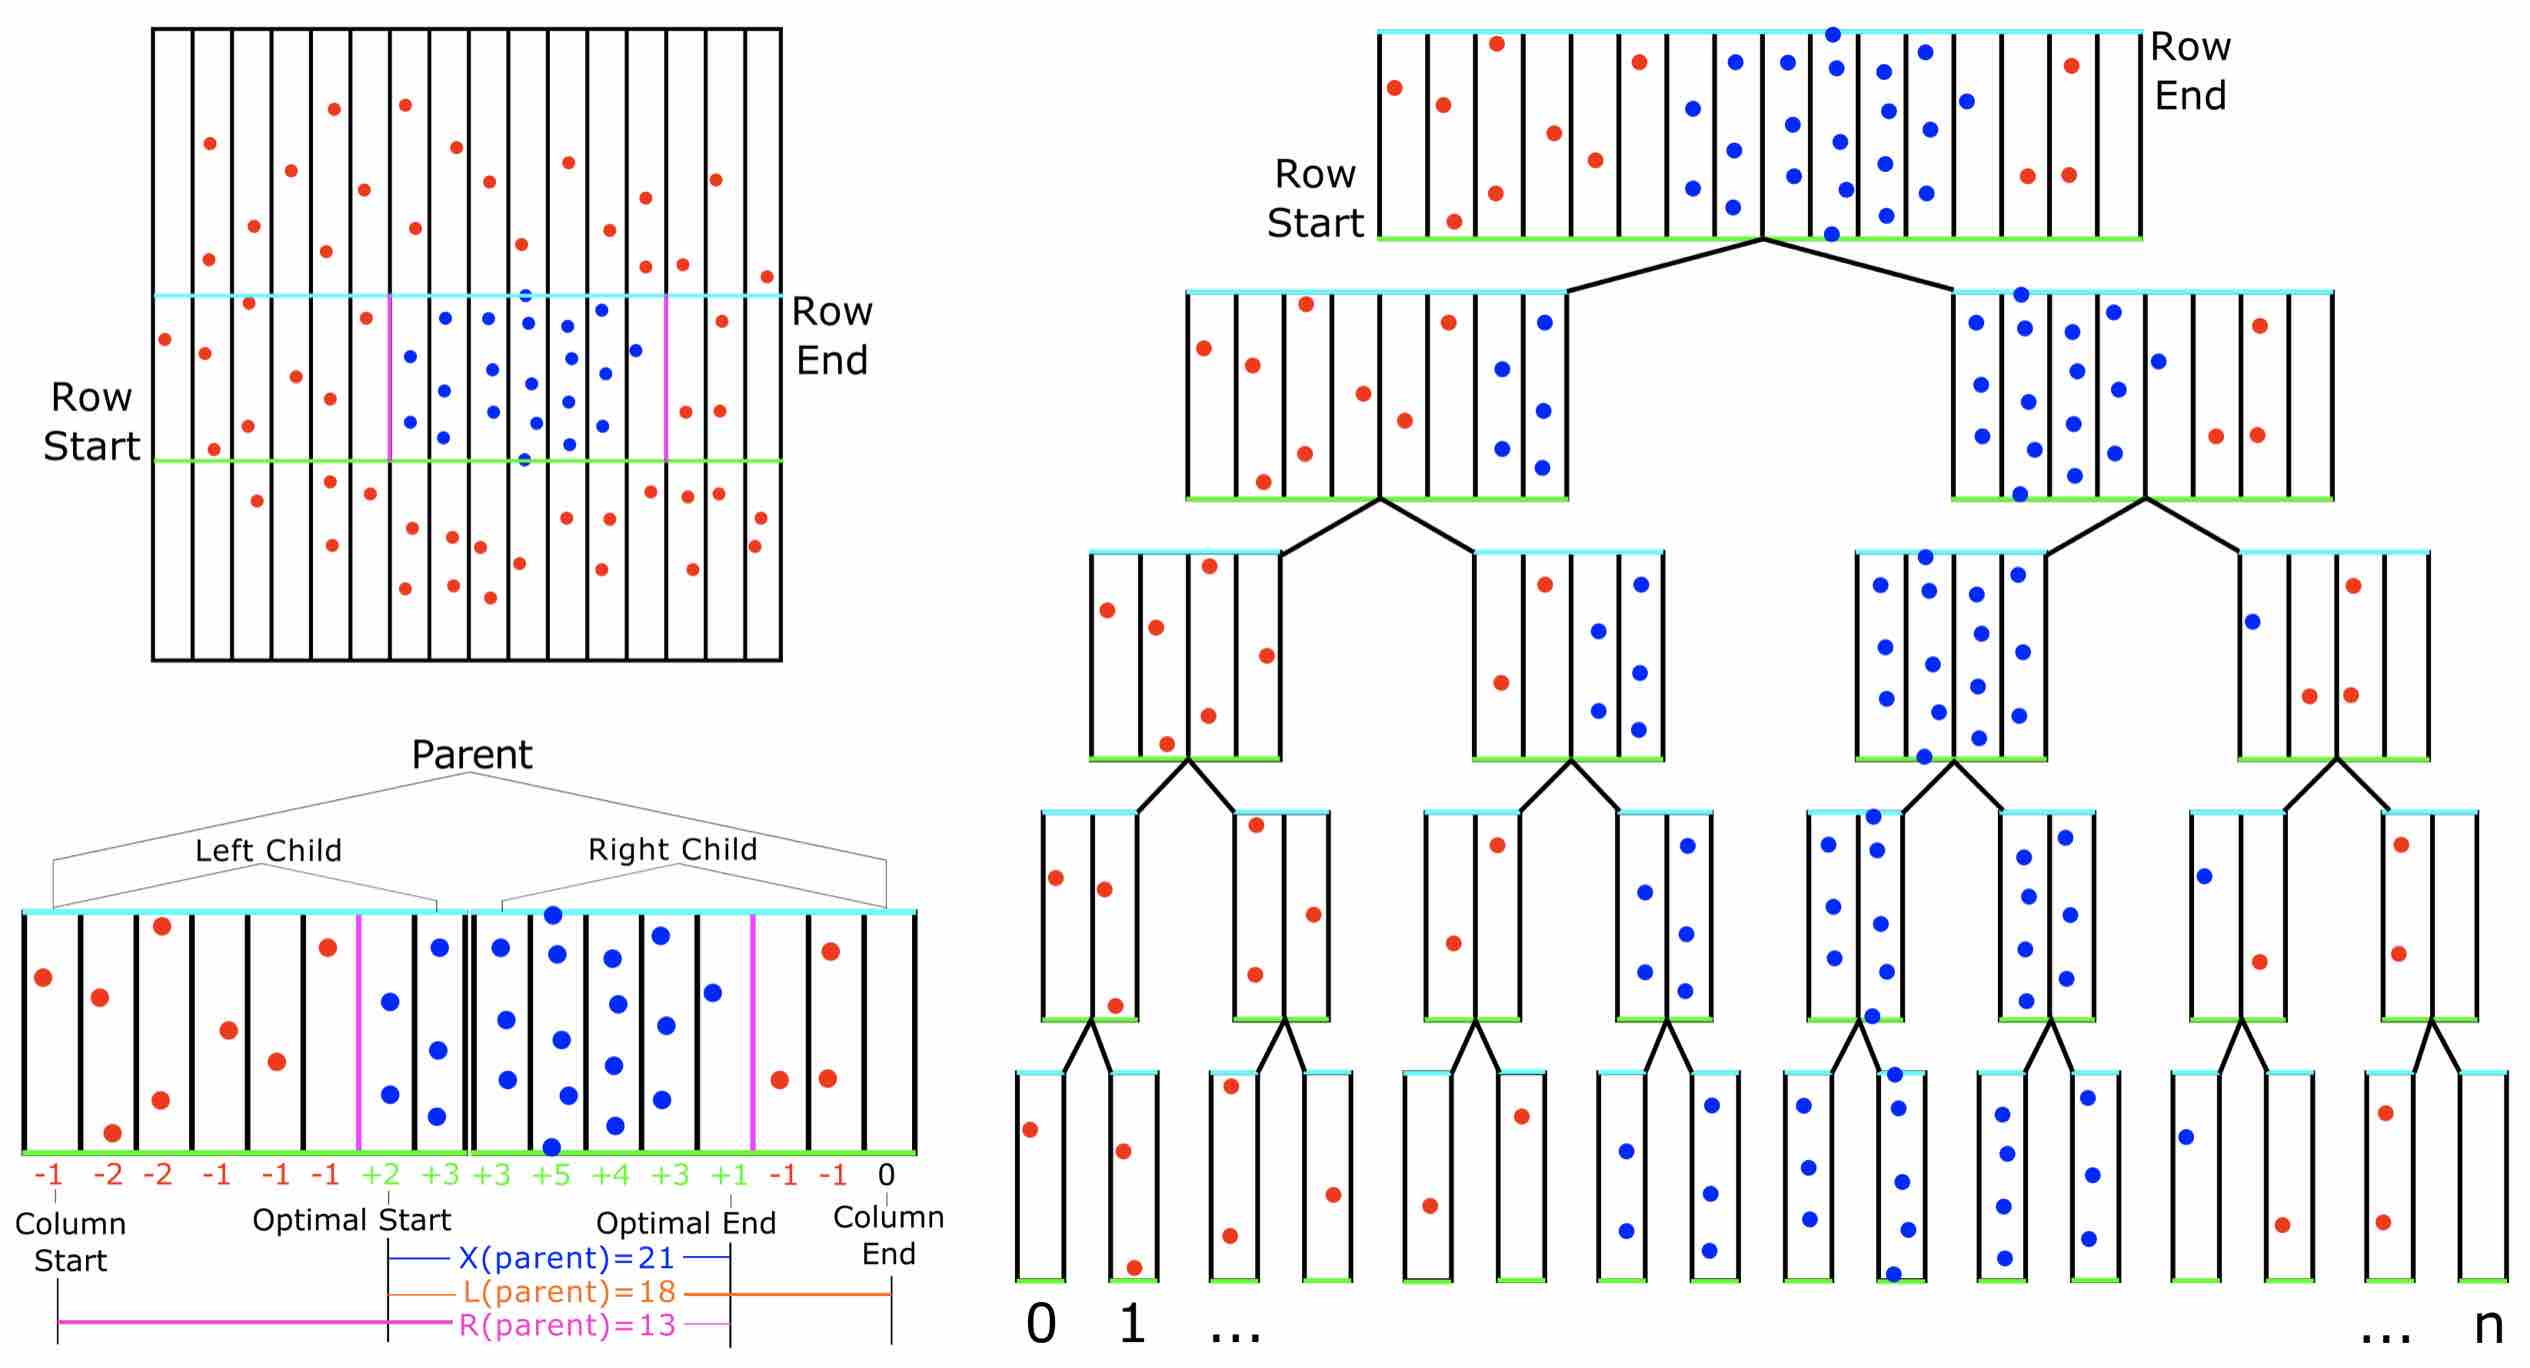 Row
End
Row
Start
Parent
Left Child
Right Child
-1 -2 -2 -1 -1 -1 +2 +3 +3 +5 +4 +3 +1 -1 -1 0
Column
Start
Optimal Start
Optimal End
Column
End
X(parent)=21
L(parent)=18
R(parent)=13
Row
End
Row
Start
0 1 ... ... n